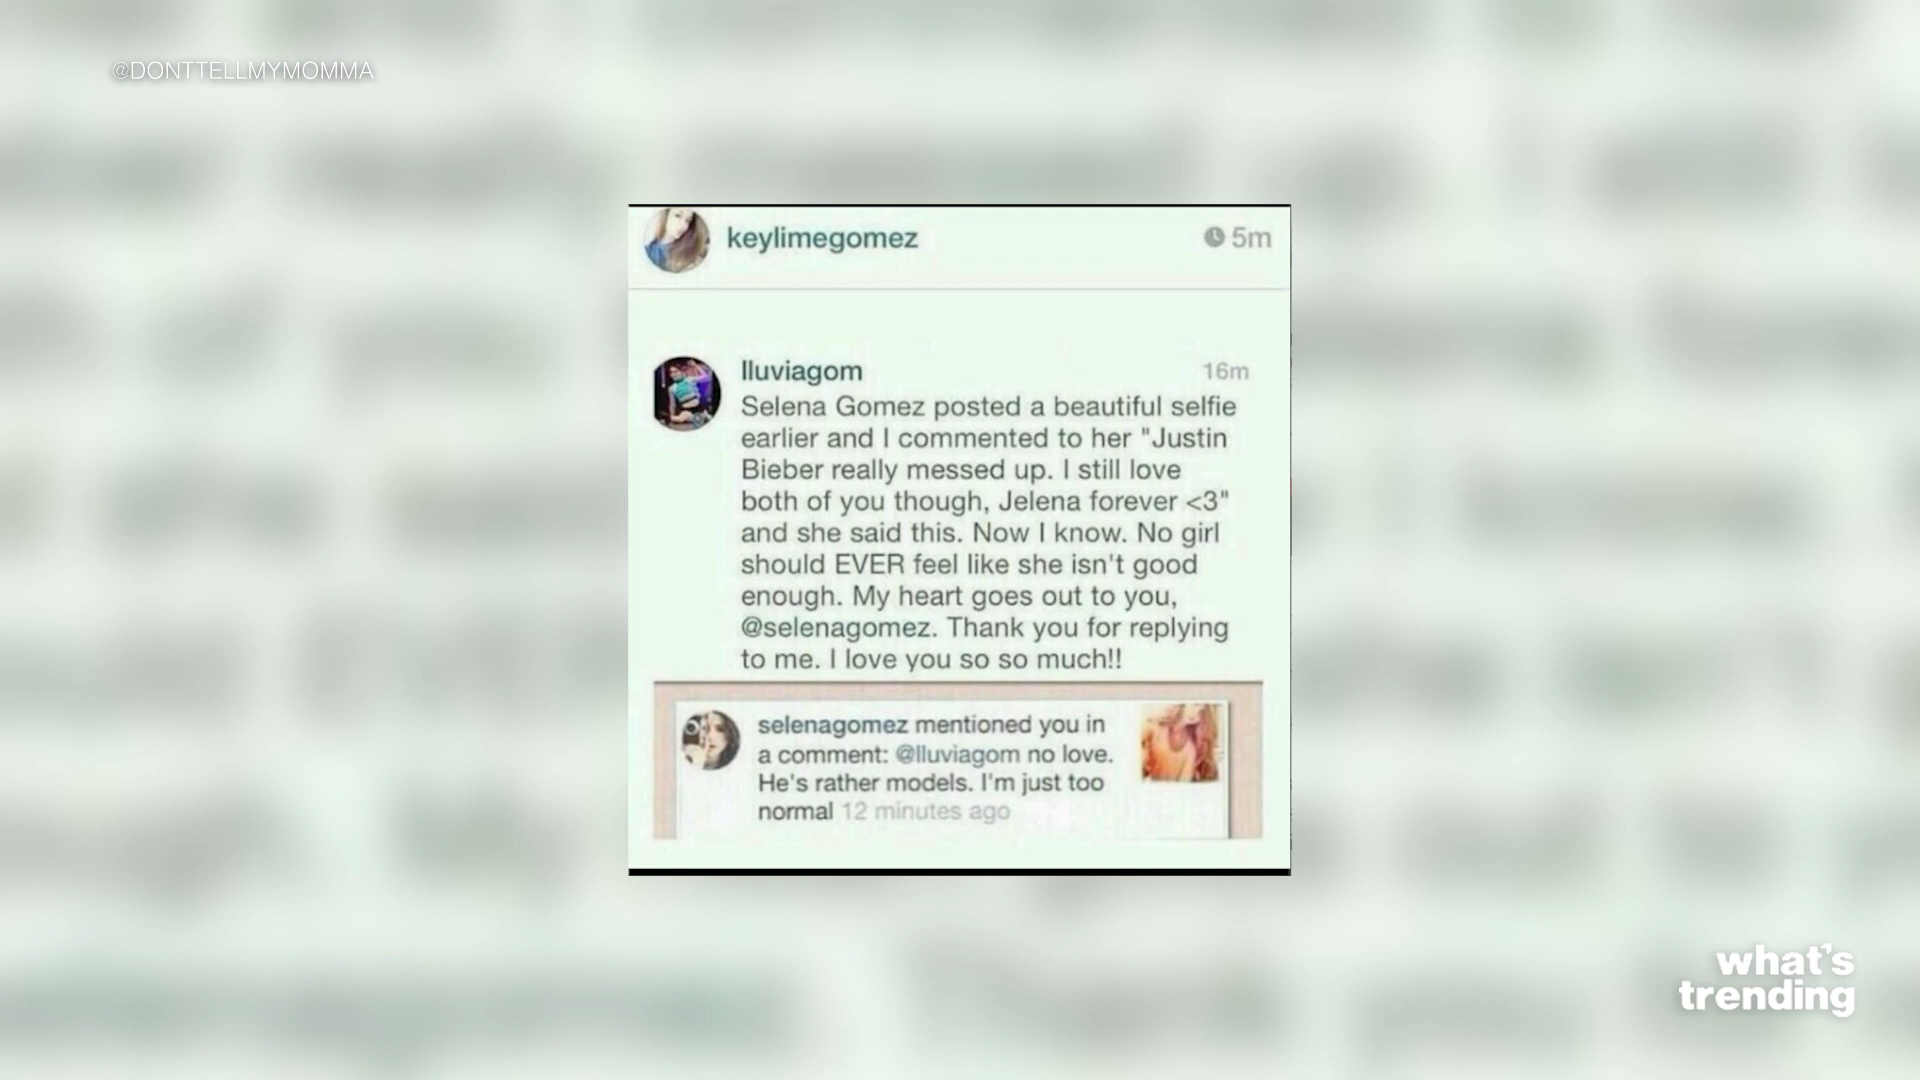 @DONTTELLMYMOMMA
keylimegomez
5m
lluviagom
16m
Selena Gomez posted a beautiful selfie
earlier and I commented to her "Justin
Bieber really messed up. I still love
both of you though, Jelena forever <3"
and she said this. Now I know. No girl
should EVER feel like she isn't good
enough. My heart goes out to you,
@selenagomez. Thank you for replying
to me. I love you so so much!!
selenagomez mentioned you in
a comment: @lluviagom no love.
He's rather models. I'm just too
normal 12 minutes ago
what's
trending